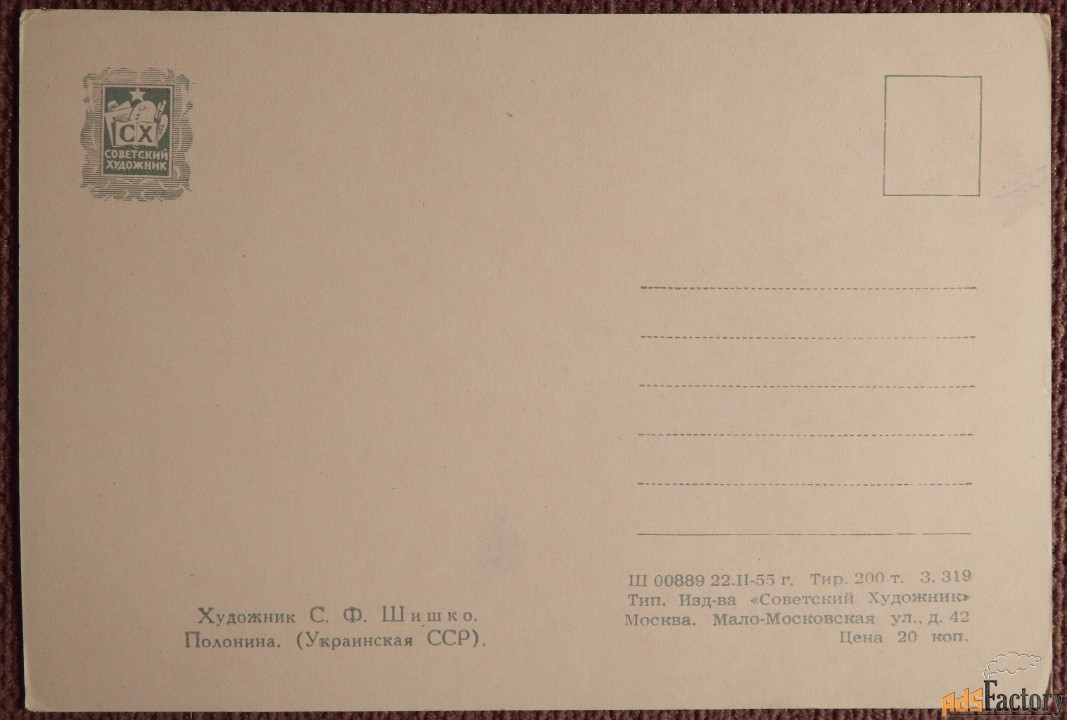 СХ
СОВЕТСКИЙ
ХУДОЖНИК
Художник С. Ф. Шишко.
Полонина. (Украинская ССР).
Ш 00889 22.II-55 г. Тир. 200 т. З. 319
Тип. Изд-ва «Советский Художник»
Москва. Мало-Московская ул., д. 42
Цена 20 коп.
adsFactory